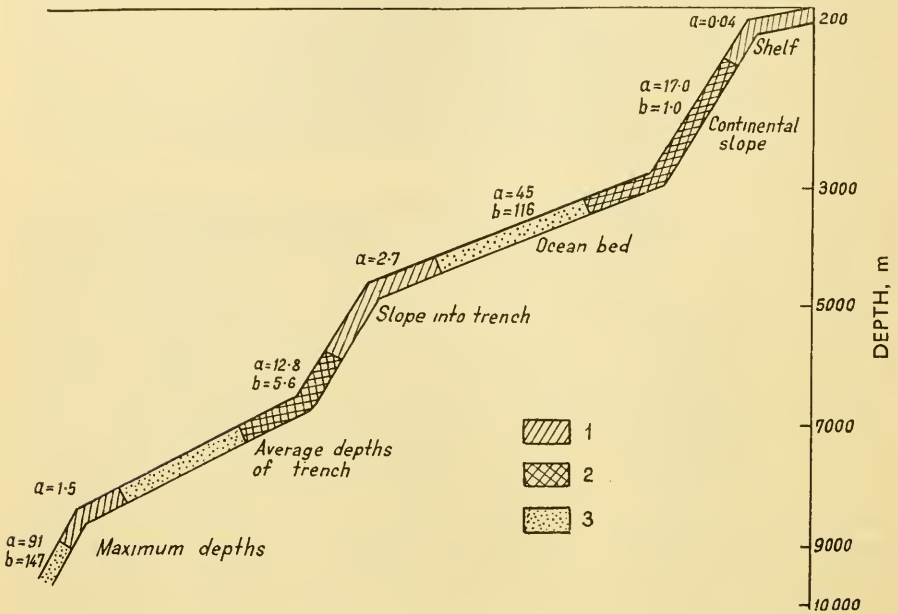 a=0·04
200
Shelf
a=17·0
b=1·0
Continental
slope
3000
a=45
b=116
Ocean bed
a=2·7
Slope into trench
5000
DEPTH, m
a=12·8
b=5·6
7000
Average depths
of trench
1
2
3
a=1·5
a=91
b=147
Maximum depths
9000
10000